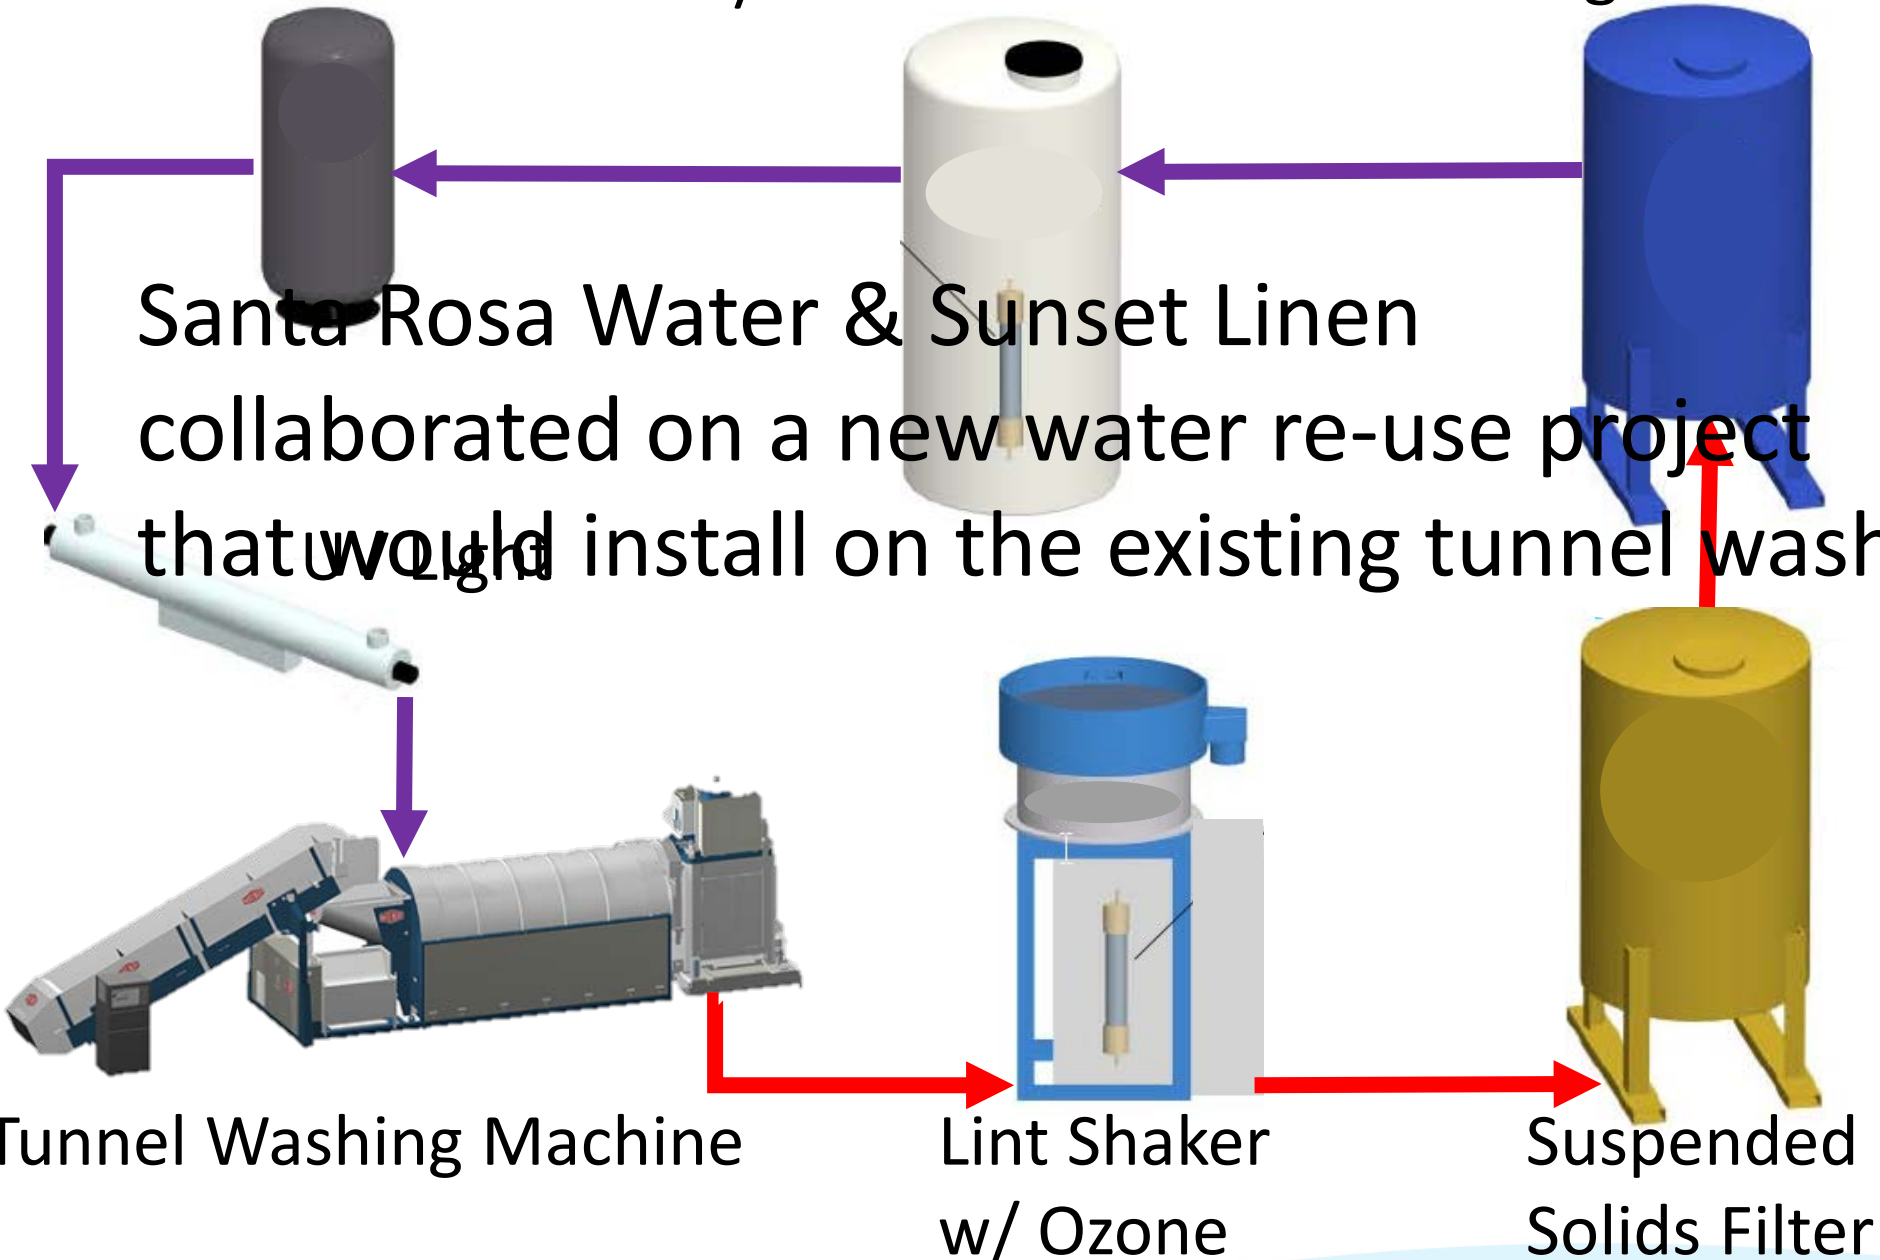 Santa Rosa Water & Sunset Linen
collaborated on a new water re-use project
that would install on the existing tunnel
UV Light
Tunnel Washing Machine
Lint Shaker
w/ Ozone
Suspended
Solids Filter